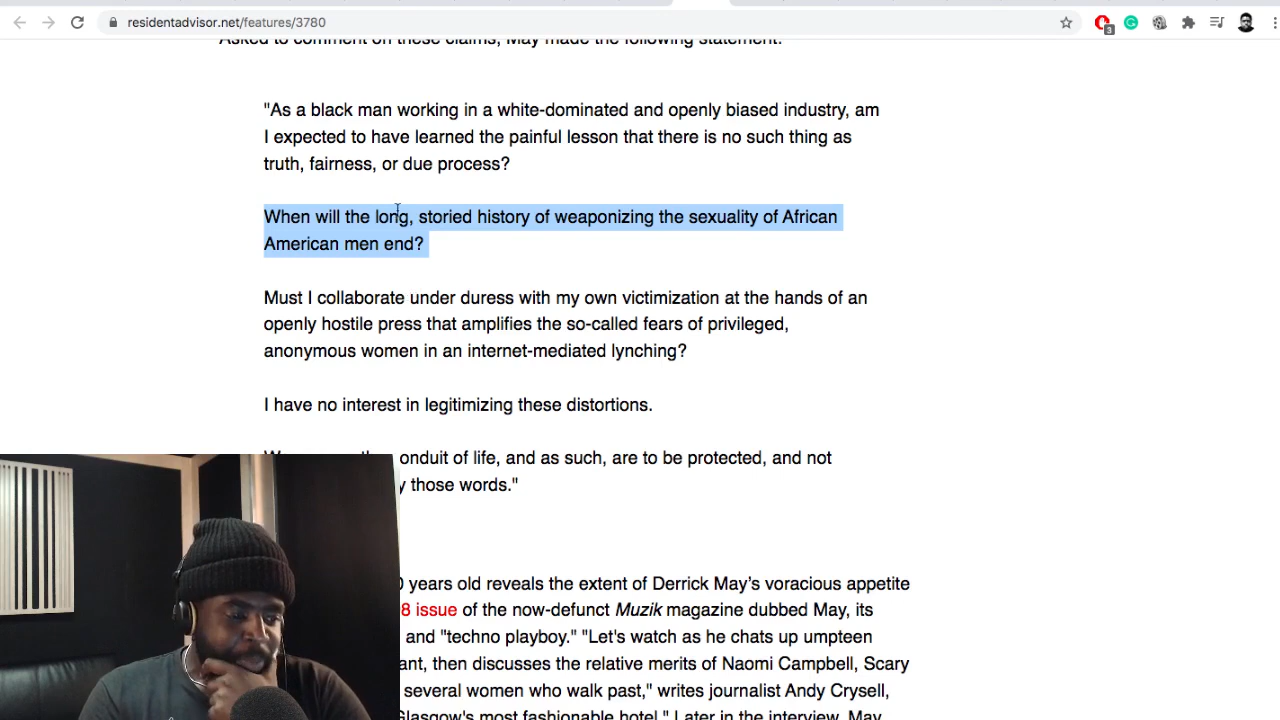 residentadvisor.net/features/3780
3
Asked to comment on these claims, May made the following statement:
"As a black man working in a white-dominated and openly biased industry, am
I expected to have learned the painful lesson that there is no such thing as
truth, fairness, or due process?
When will the long, storied history of weaponizing the sexuality of African
American men end?
Must I collaborate under duress with my own victimization at the hands of an
openly hostile press that amplifies the so-called fears of privileged,
anonymous women in an internet-mediated lynching?
I have no interest in legitimizing these distortions.
onduit of life, and as such, are to be protected, and not
y those words."
0 years old reveals the extent of Derrick May's voracious appetite
8 issue of the now-defunct Muzik magazine dubbed May, its
and "techno playboy." "Let's watch as he chats up umpteen
ant, then discusses the relative merits of Naomi Campbell, Scary
several women who walk past," writes journalist Andy Crysell,
Glasgow's most fashionable hotel." Later in the interview, May